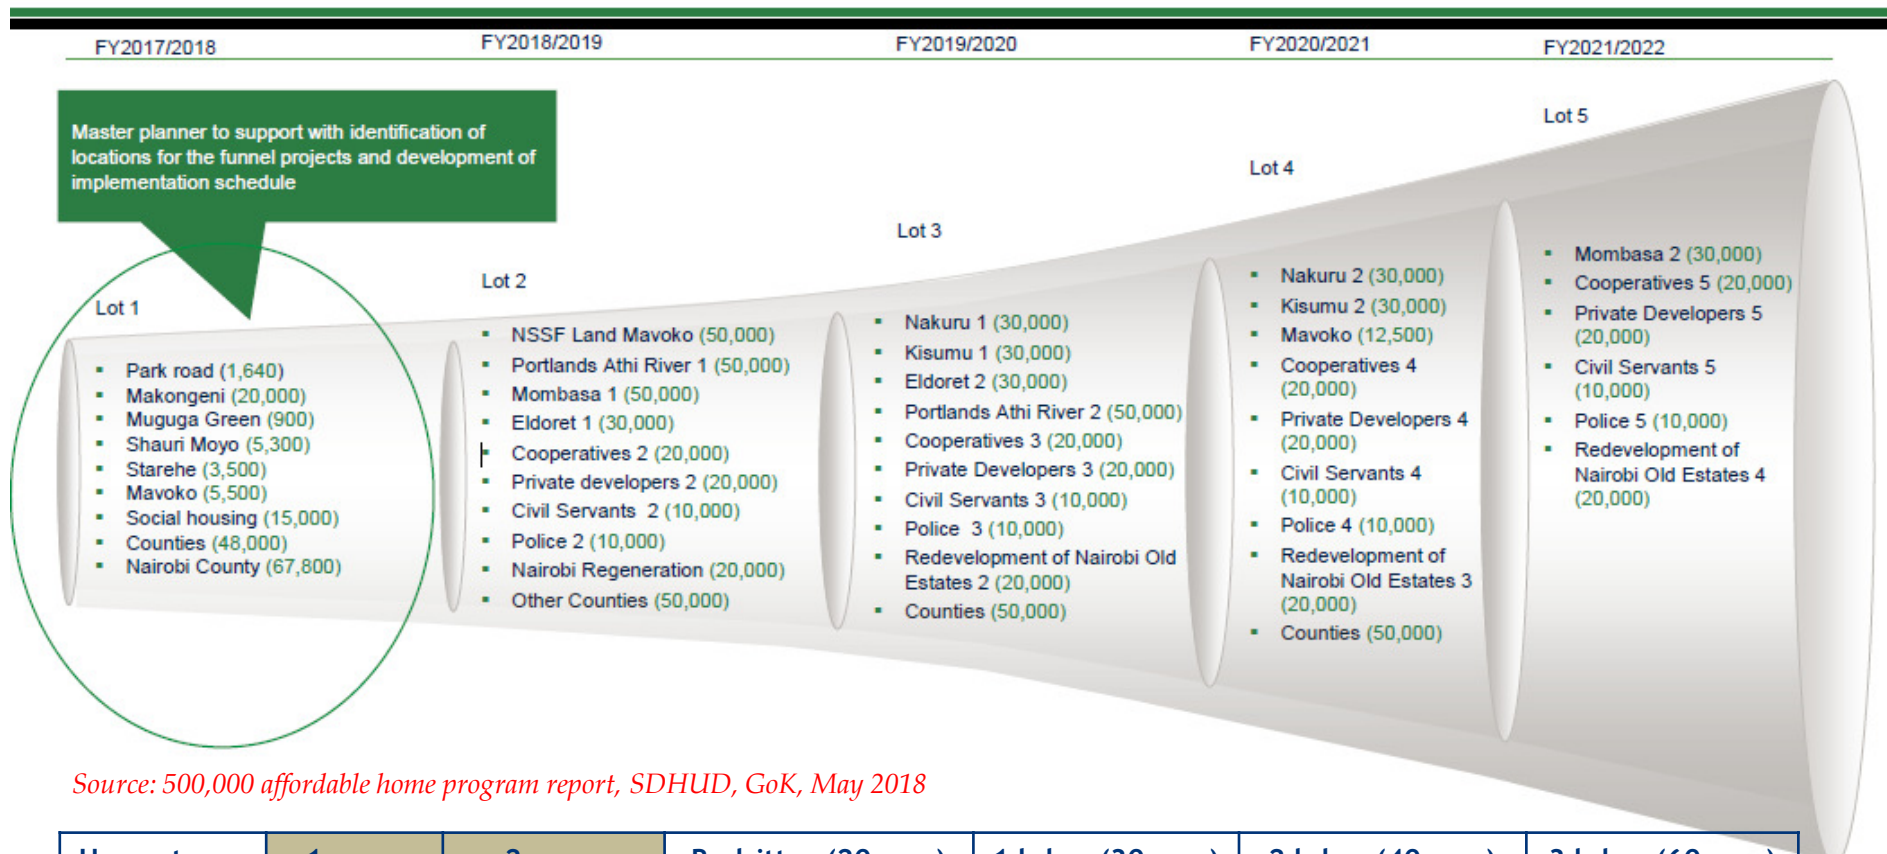 FY2017/2018
FY2018/2019
FY2019/2020
FY2020/2021
FY2021/2022
Master planner to support with identification of
locations for the funnel projects and development of
implementation schedule
Lot 1
▪ Park road (1,640)
▪ Makongeni (20,000)
▪ Muguga Green (900)
▪ Shauri Moyo (5,300)
▪ Starehe (3,500)
▪ Mavoko (5,500)
▪ Social housing (15,000)
▪ Counties (48,000)
▪ Nairobi County (67,800)
Lot 2
▪ NSSF Land Mavoko (50,000)
▪ Portlands Athi River 1 (50,000)
▪ Mombasa 1 (50,000)
▪ Eldoret 1 (30,000)
▪ Cooperatives 2 (20,000)
▪ Private developers 2 (20,000)
▪ Civil Servants 2 (10,000)
▪ Police 2 (10,000)
▪ Nairobi Regeneration (20,000)
▪ Other Counties (50,000)
Lot 3
▪ Nakuru 1 (30,000)
▪ Kisumu 1 (30,000)
▪ Eldoret 2 (30,000)
▪ Portlands Athi River 2 (50,000)
▪ Cooperatives 3 (20,000)
▪ Private Developers 3 (20,000)
▪ Civil Servants 3 (10,000)
▪ Police 3 (10,000)
▪ Redevelopment of Nairobi Old
Estates 2 (20,000)
▪ Counties (50,000)
Lot 4
▪ Nakuru 2 (30,000)
▪ Kisumu 2 (30,000)
▪ Mavoko (12,500)
▪ Cooperatives 4
(20,000)
▪ Private Developers 4
(20,000)
▪ Civil Servants 4
(10,000)
▪ Police 4 (10,000)
▪ Redevelopment of
Nairobi Old Estates 3
(20,000)
▪ Counties (50,000)
Lot 5
▪ Mombasa 2 (30,000)
▪ Cooperatives 5 (20,000)
▪ Private Developers 5
(20,000)
▪ Civil Servants 5
(10,000)
▪ Police 5 (10,000)
▪ Redevelopment of
Nairobi Old Estates 4
(20,000)
Source: 500,000 affordable home program report, SDHUD, GoK, May 2018